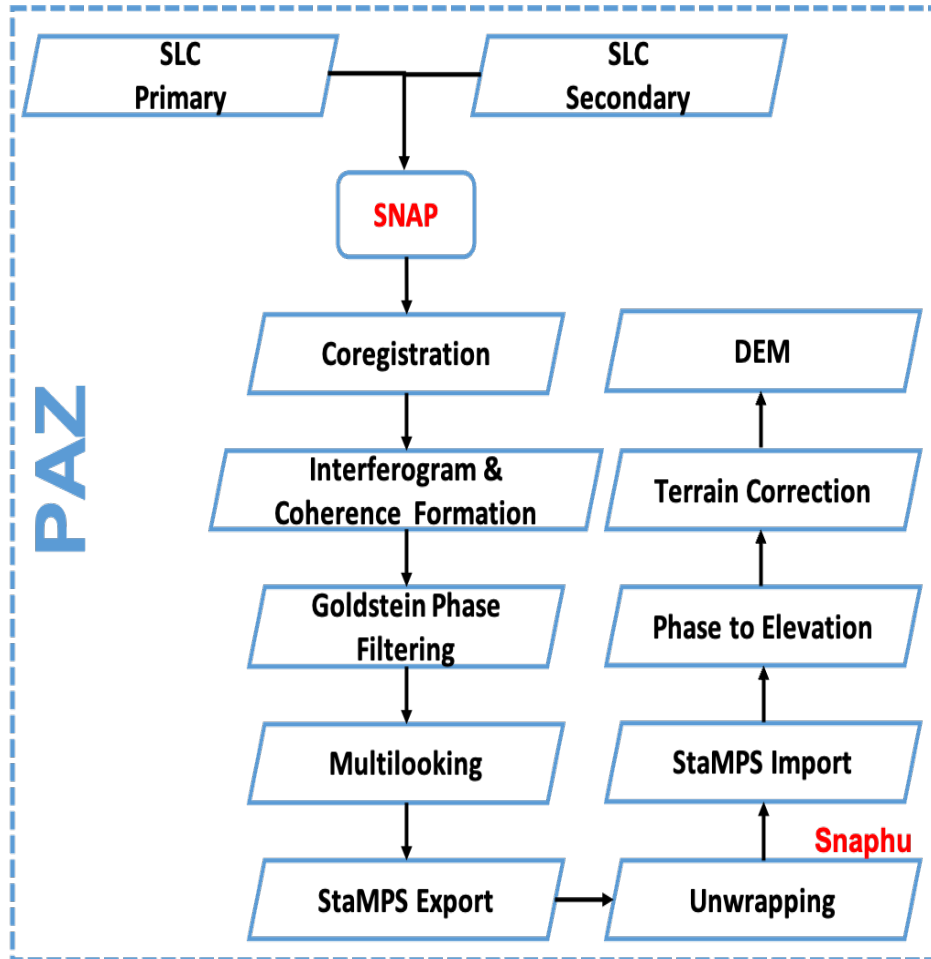 PAZ
SLC
Primary
SLC
Secondary
SNAP
Coregistration
Interferogram &
Coherence Formation
Goldstein Phase
Filtering
Multilooking
StaMPS Export
Unwrapping
Snaphu
StaMPS Import
Phase to Elevation
Terrain Correction
DEM